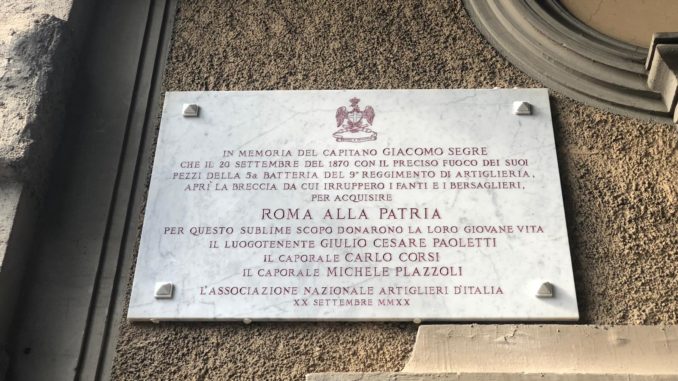 IN MEMORIA DEL CAPITANO GIACOMO SEGRE
CHE IL 20 SETTEMBRE DEL 1870 CON IL PRECISO FUOCO DEI SUOI
PEZZI DELLA 5a BATTERIA DEL 9° REGGIMENTO DI ARTIGLIERIA,
APRÌ LA BRECCIA DA CUI IRRUPPERO I FANTI E I BERSAGLIERI,
PER ACQUISIRE
ROMA ALLA PATRIA
PER QUESTO SUBLIME SCOPO DONARONO LA LORO GIOVANE VITA
IL LUOGOTENENTE GIULIO CESARE PAOLETTI
IL CAPORALE CARLO CORSI
IL CAPORALE MICHELE PLAZZOLI
L'ASSOCIAZIONE NAZIONALE ARTIGLIERI D'ITALIA
XX SETTEMBRE MMXX